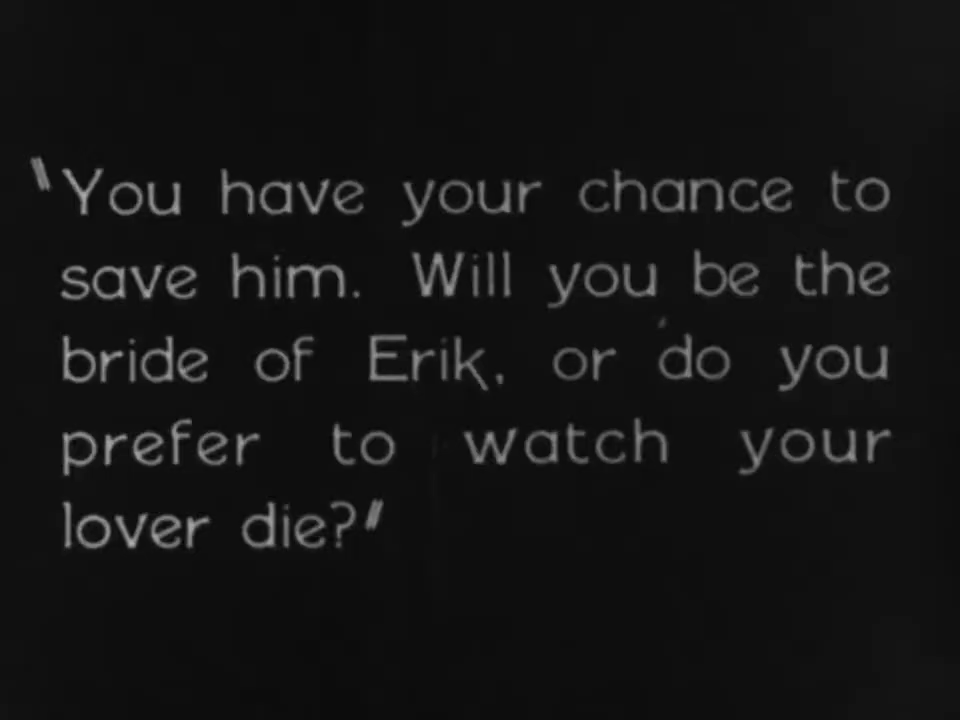 "You have your chance to
save him. Will you be the
bride of Erik, or do you
prefer to watch your
lover die?"